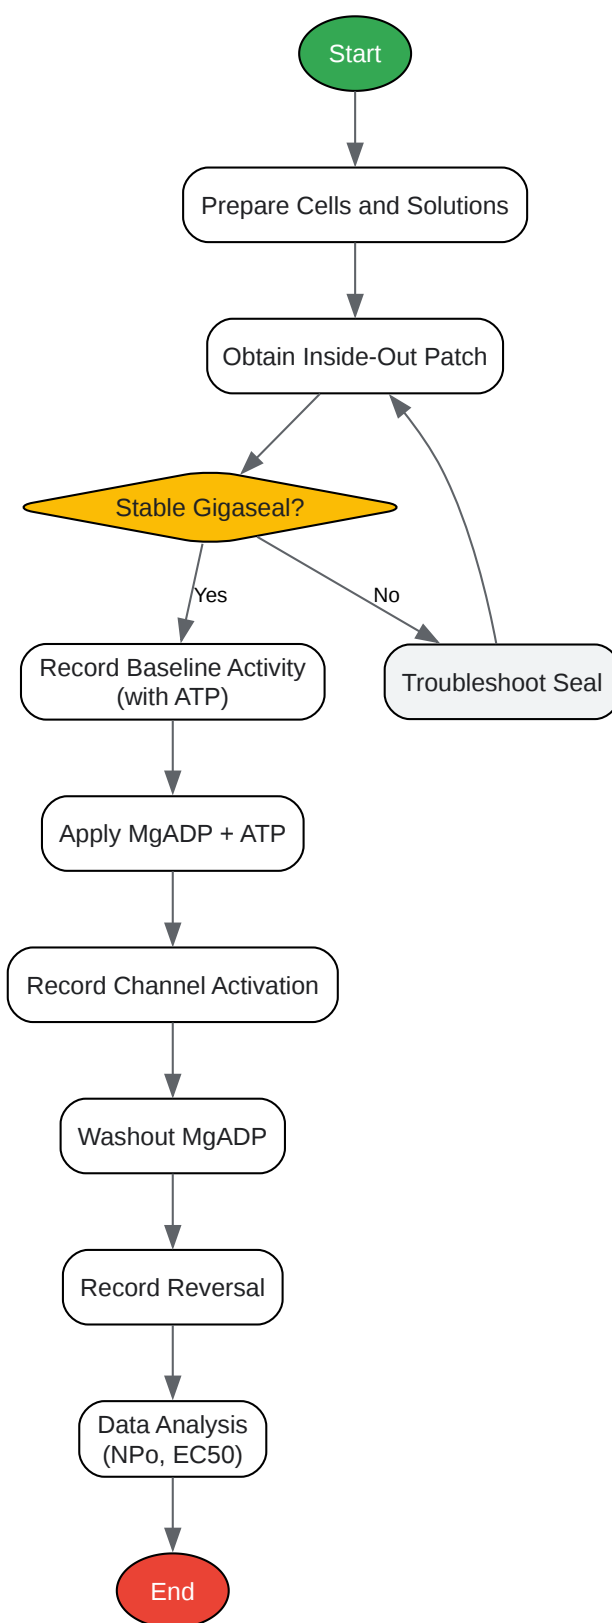 Start
Prepare Cells and Solutions
Obtain Inside-Out Patch
Stable Gigaseal?
Yes
No
Record Baseline Activity
(with ATP)
Troubleshoot Seal
Apply MgADP + ATP
Record Channel Activation
Washout MgADP
Record Reversal
Data Analysis
(NPo, EC50)
End